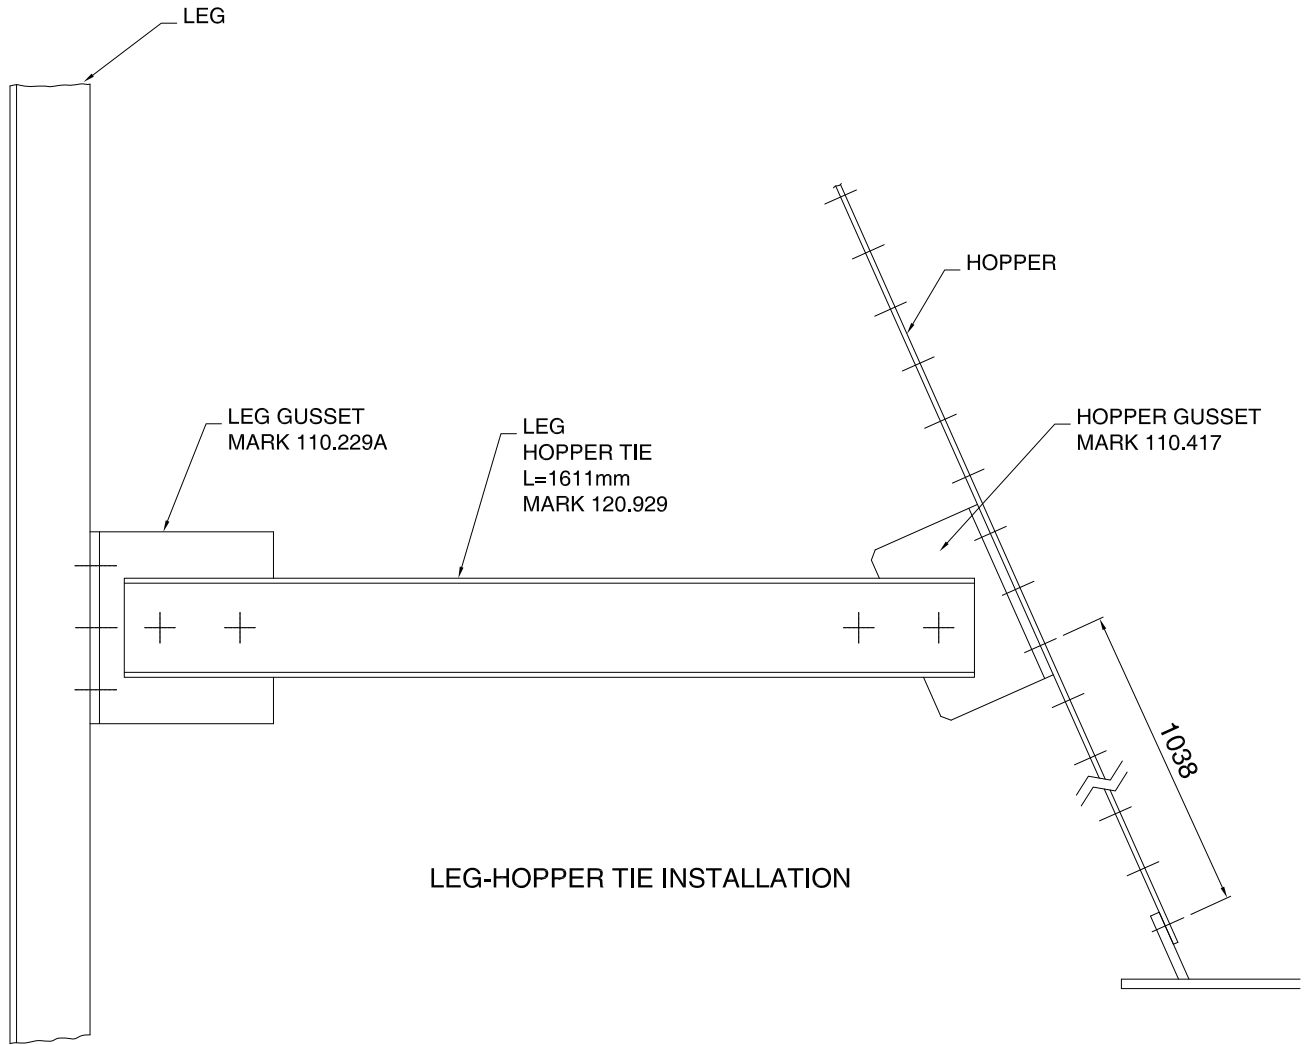 LEG
HOPPER
LEG GUSSET
MARK 110.229A
LEG
HOPPER TIE
L=1611mm
MARK 120.929
HOPPER GUSSET
MARK 110.417
1038
LEG-HOPPER TIE INSTALLATION